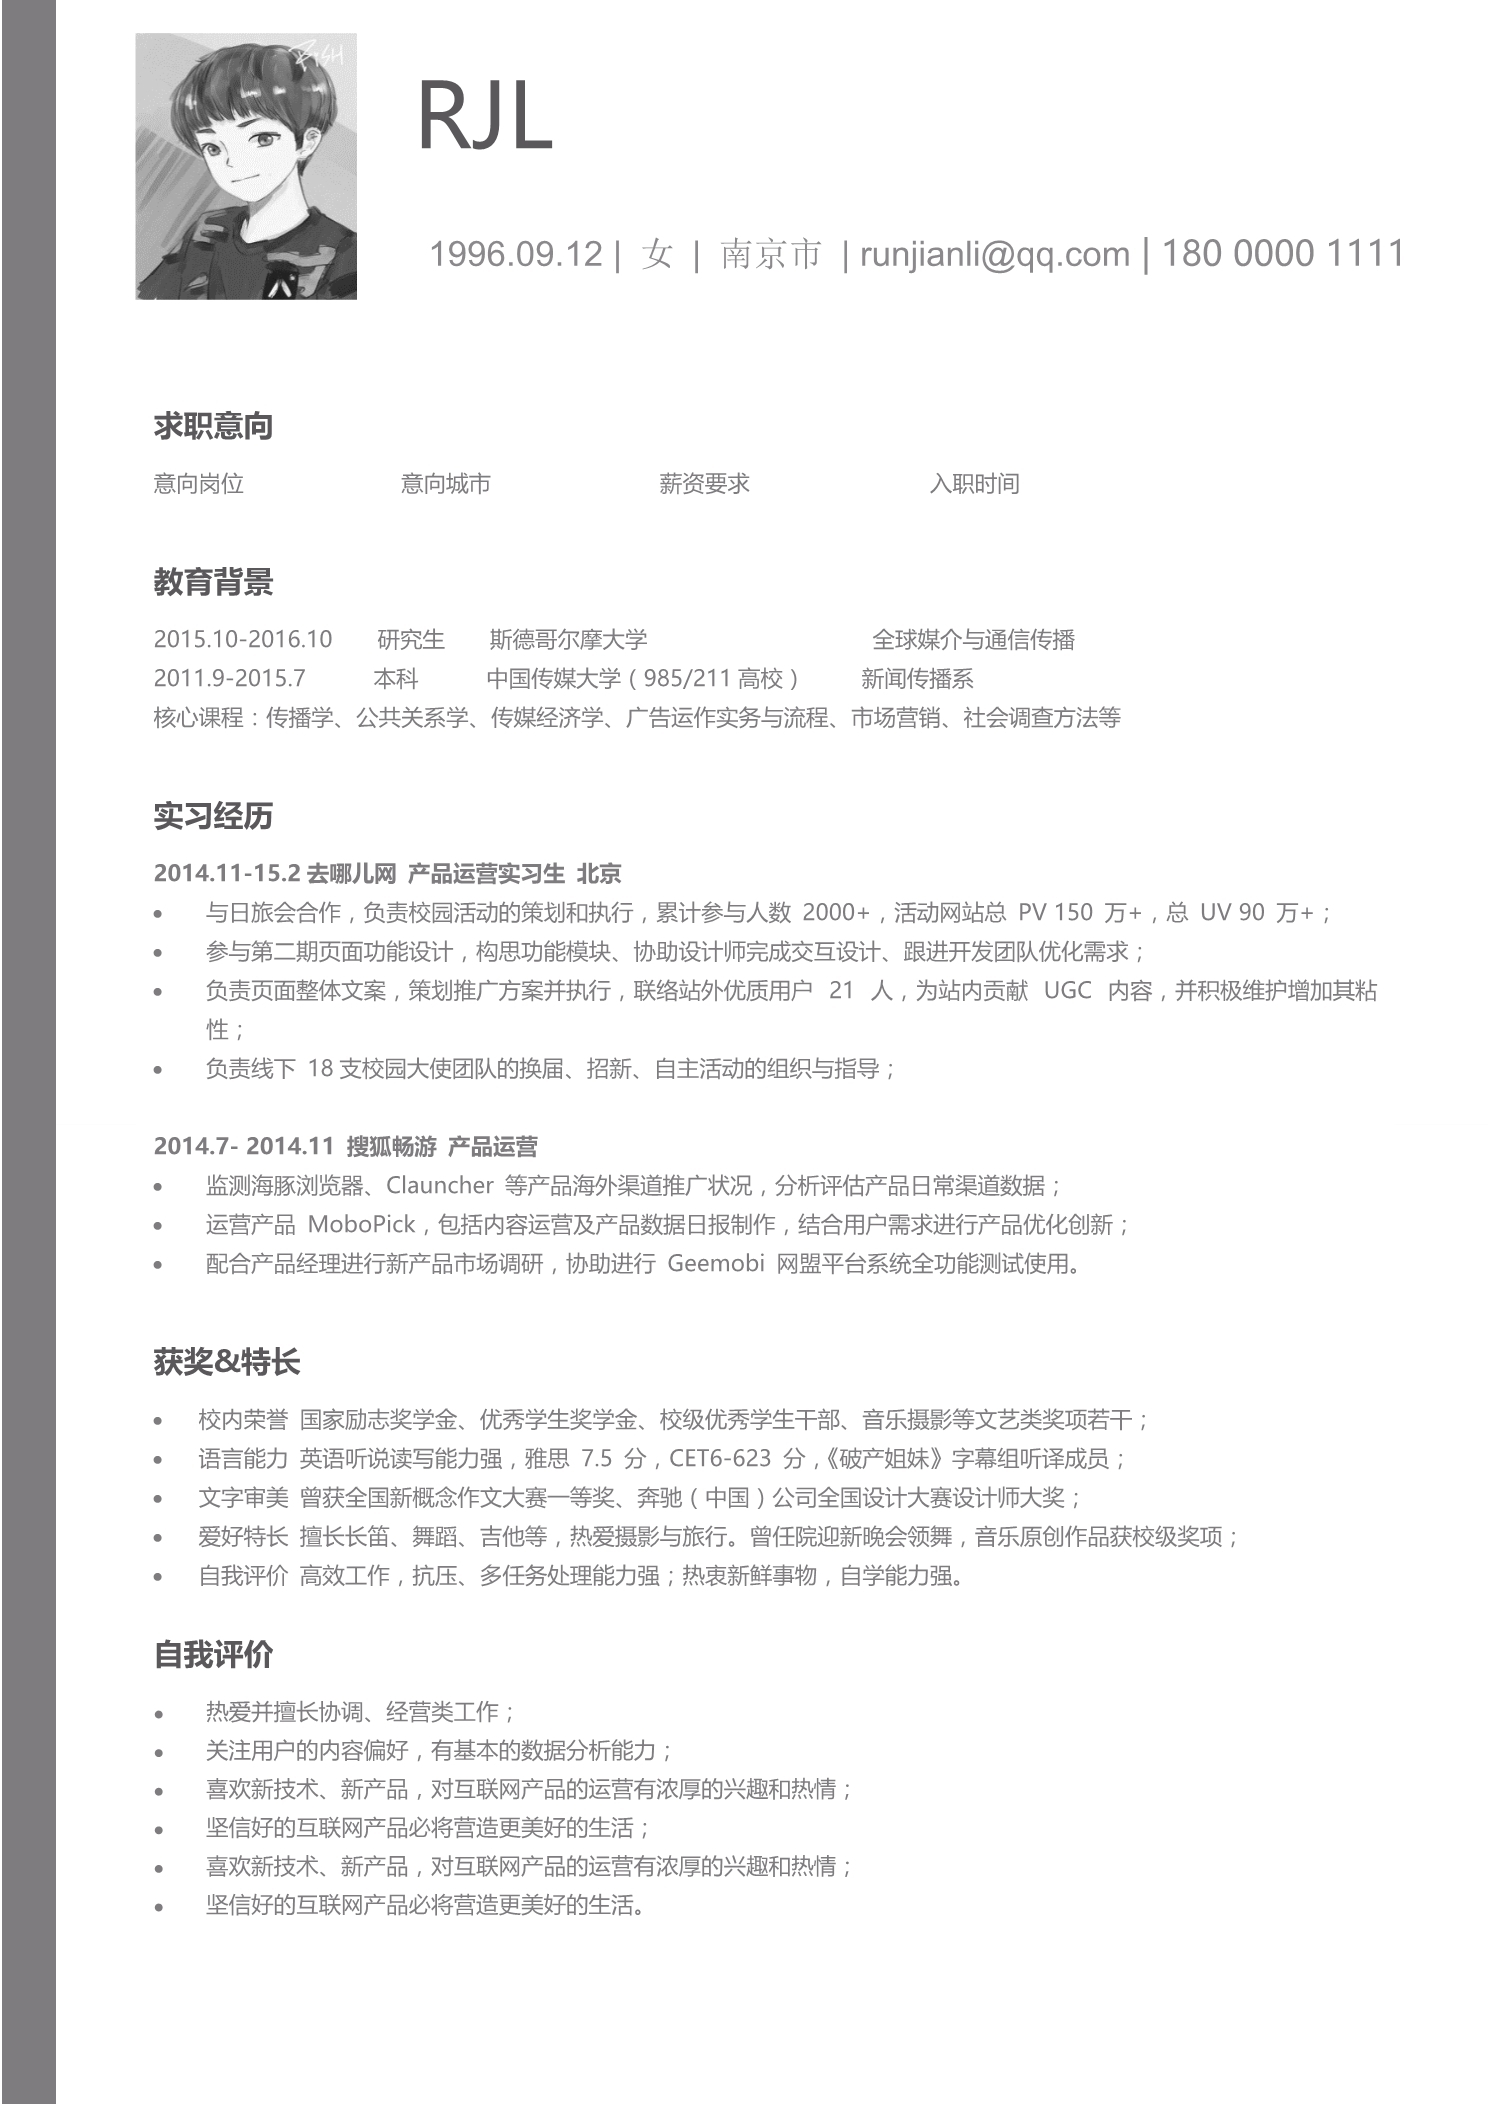 FISH
RJL
1996.09.12 | 女 | 南京市 | runjianli@qq.com | 180 0000 1111
求职意向
意向岗位 意向城市 薪资要求 入职时间
教育背景
2015.10-2016.10 研究生 斯德哥尔摩大学 全球媒介与通信传播
2011.9-2015.7 本科 中国传媒大学（985/211 高校） 新闻传播系
核心课程：传播学、公共关系学、传媒经济学、广告运作实务与流程、市场营销、社会调查方法等
实习经历
2014.11-15.2 去哪儿网 产品运营实习生 北京
● 与日旅会合作，负责校园活动的策划和执行，累计参与人数 2000+，活动网站总 PV 150 万+，总 UV 90 万+；
● 参与第二期页面功能设计，构思功能模块、协助设计师完成交互设计、跟进开发团队优化需求；
● 负责页面整体文案，策划推广方案并执行，联络站外优质用户 21 人，为站内贡献 UGC 内容，并积极维护增加其粘
性；
● 负责线下 18 支校园大使团队的换届、招新、自主活动的组织与指导；
2014.7- 2014.11 搜狐畅游 产品运营
● 监测海豚浏览器、Clauncher 等产品海外渠道推广状况，分析评估产品日常渠道数据；
● 运营产品 MoboPick，包括内容运营及产品数据日报制作，结合用户需求进行产品优化创新；
● 配合产品经理进行新产品市场调研，协助进行 Geemobi 网盟平台系统全功能测试使用。
获奖&特长
● 校内荣誉 国家励志奖学金、优秀学生奖学金、校级优秀学生干部、音乐摄影等文艺类奖项若干；
● 语言能力 英语听说读写能力强，雅思 7.5 分，CET6-623 分，《破产姐妹》字幕组听译成员；
● 文字审美 曾获全国新概念作文大赛一等奖、奔驰（中国）公司全国设计大赛设计师大奖；
● 爱好特长 擅长长笛、舞蹈、吉他等，热爱摄影与旅行。曾任院迎新晚会领舞，音乐原创作品获校级奖项；
● 自我评价 高效工作，抗压、多任务处理能力强；热衷新鲜事物，自学能力强。
自我评价
● 热爱并擅长协调、经营类工作；
● 关注用户的内容偏好，有基本的数据分析能力；
● 喜欢新技术、新产品，对互联网产品的运营有浓厚的兴趣和热情；
● 坚信好的互联网产品必将营造更美好的生活；
● 喜欢新技术、新产品，对互联网产品的运营有浓厚的兴趣和热情；
● 坚信好的互联网产品必将营造更美好的生活。